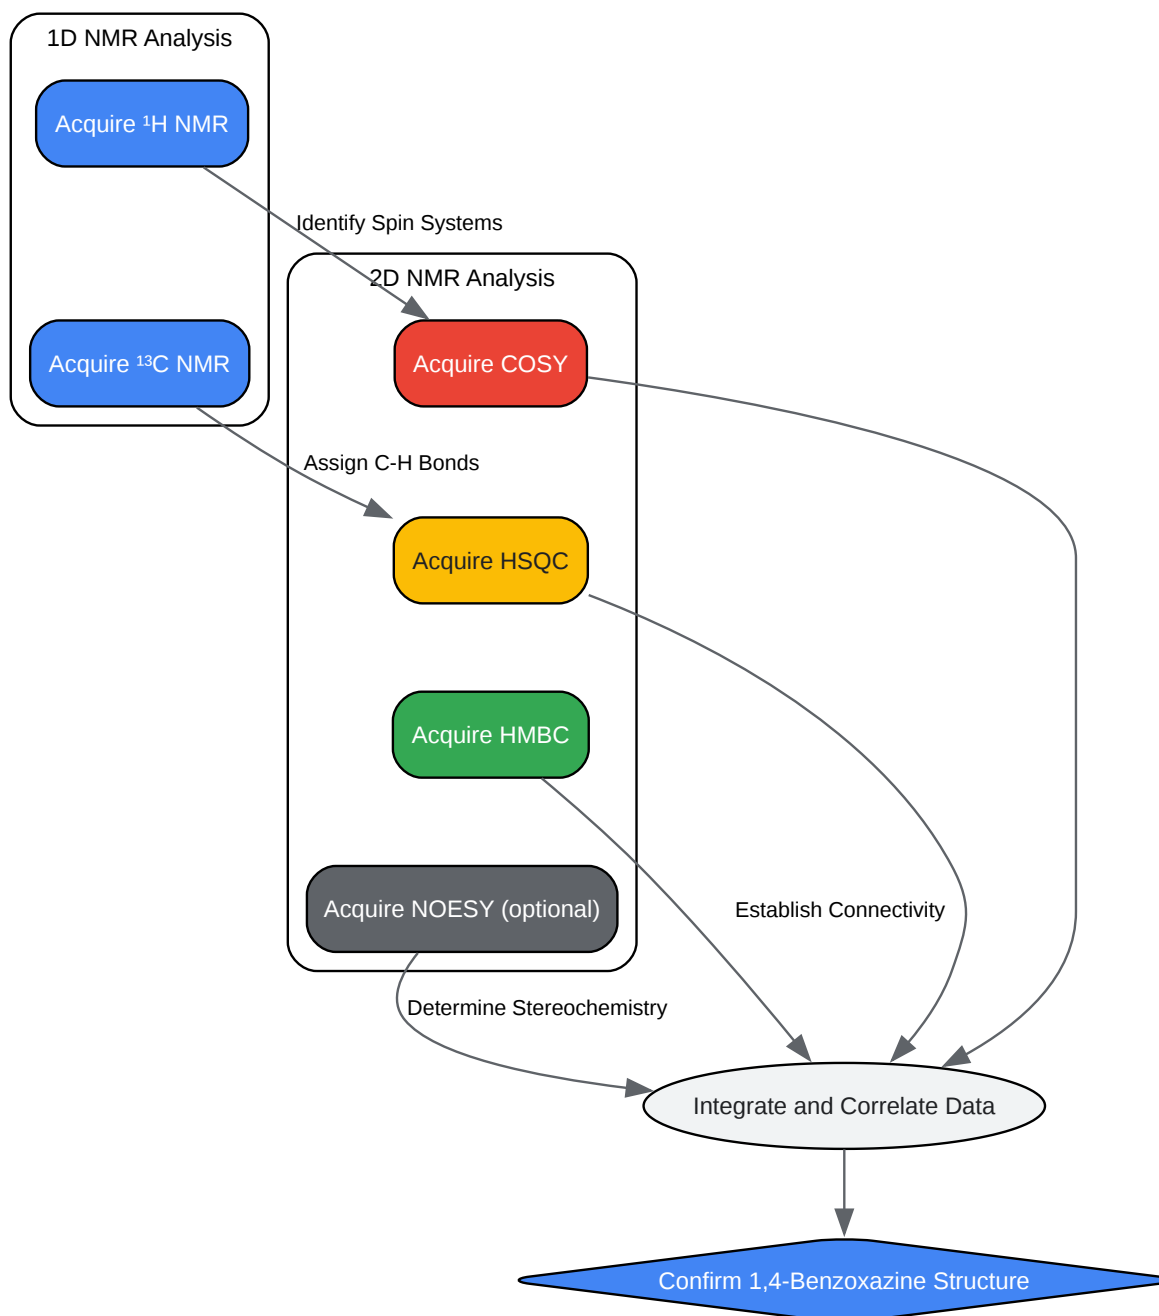 1D NMR Analysis
Acquire ¹H NMR
Identify Spin Systems
2D NMR Analysis
Acquire ¹³C NMR
Acquire COSY
Assign C-H Bonds
Acquire HSQC
Acquire HMBC
Acquire NOESY (optional)
Establish Connectivity
Determine Stereochemistry
Integrate and Correlate Data
Confirm 1,4-Benzoxazine Structure